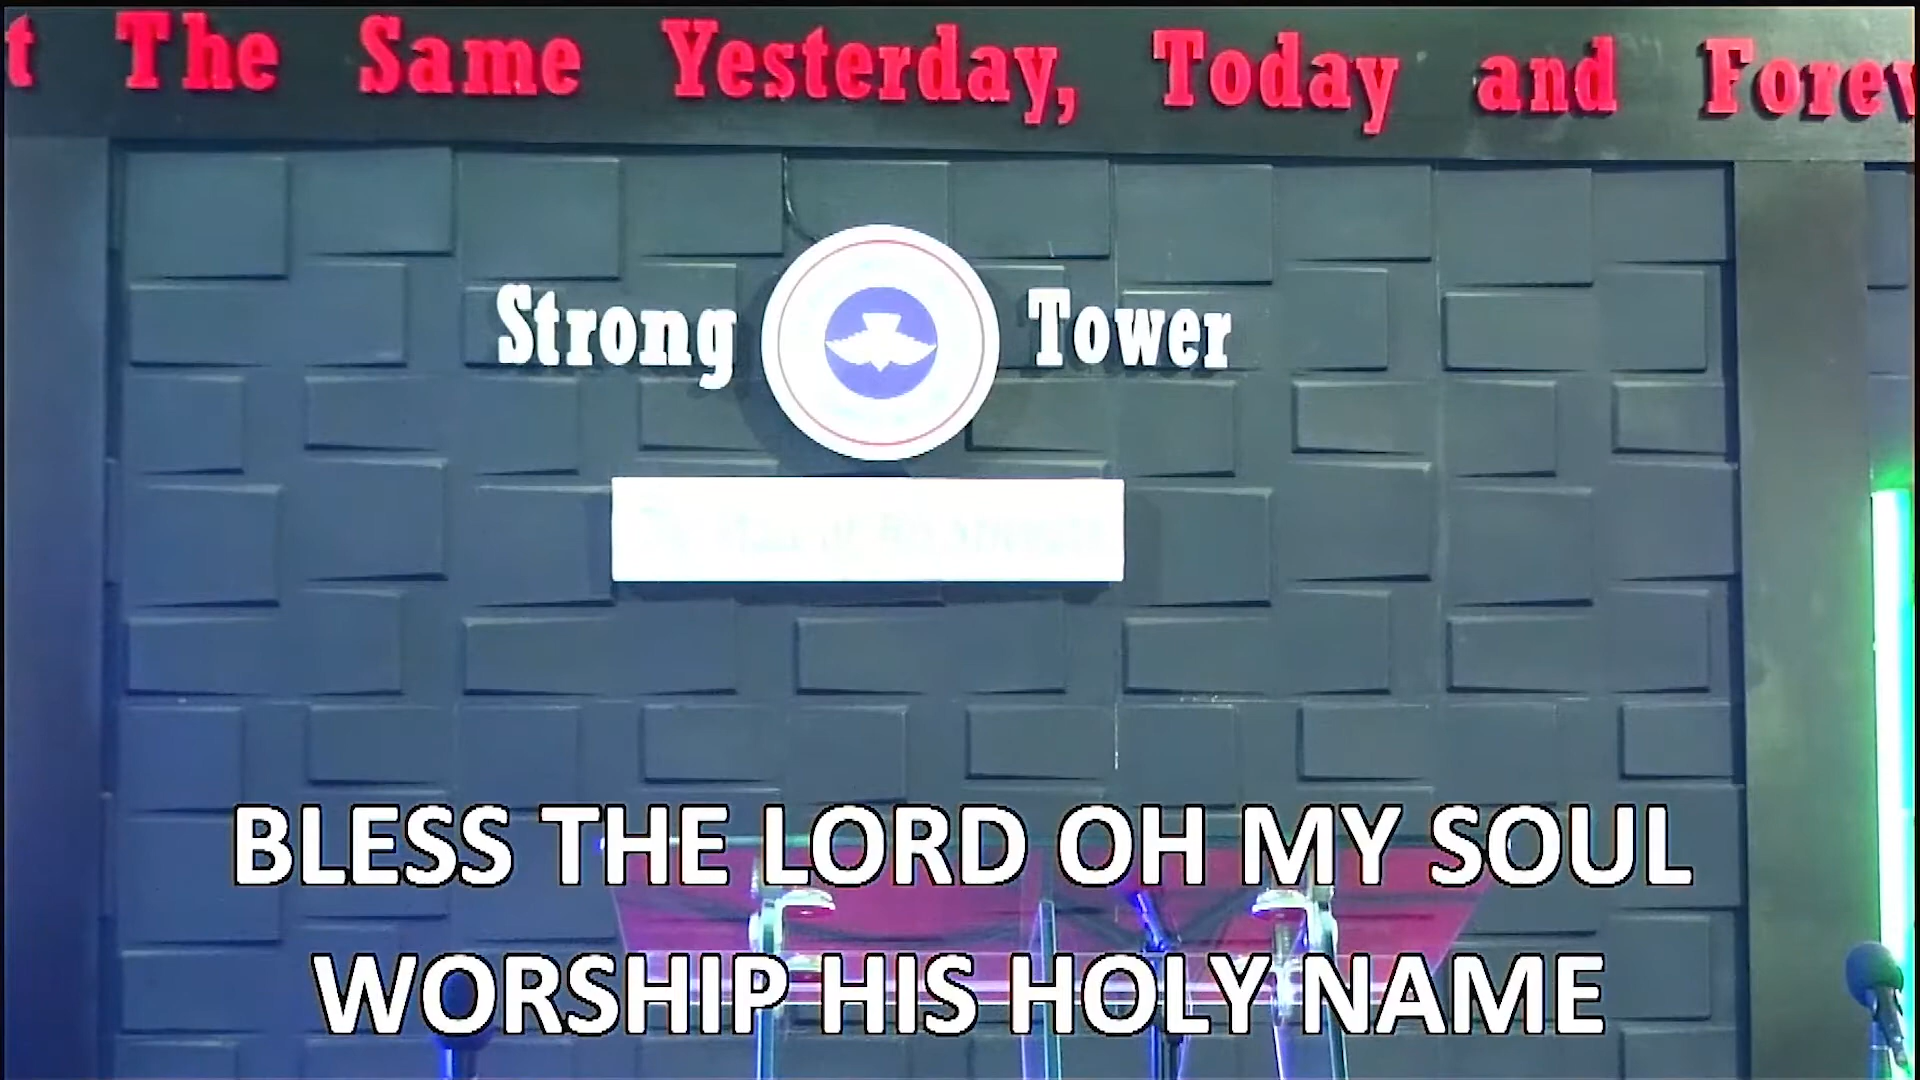 t The Same Yesterday, Today and Forev
Strong Tower
BLESS THE LORD OH MY SOUL
WORSHIP HIS HOLY NAME